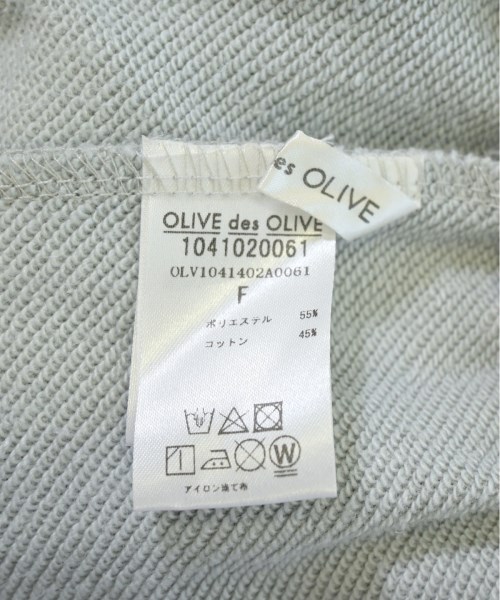 es OLIVE
OLIVE des OLIVE
1041020061
OLV1041402A0061
F
ポリエステル 55%
コットン 45%
W
アイロン当て布